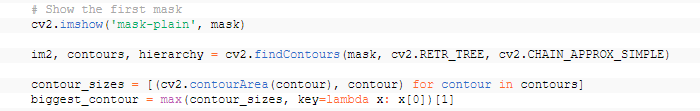 # Show the first mask
cv2.imshow('mask-plain', mask)
im2, contours, hierarchy = cv2.findContours(mask, cv2.RETR_TREE, cv2.CHAIN_APPROX_SIMPLE)
contour_sizes = [(cv2.contourArea(contour), contour) for contour in contours]
biggest_contour = max(contour_sizes, key=lambda x: x[0])[1]